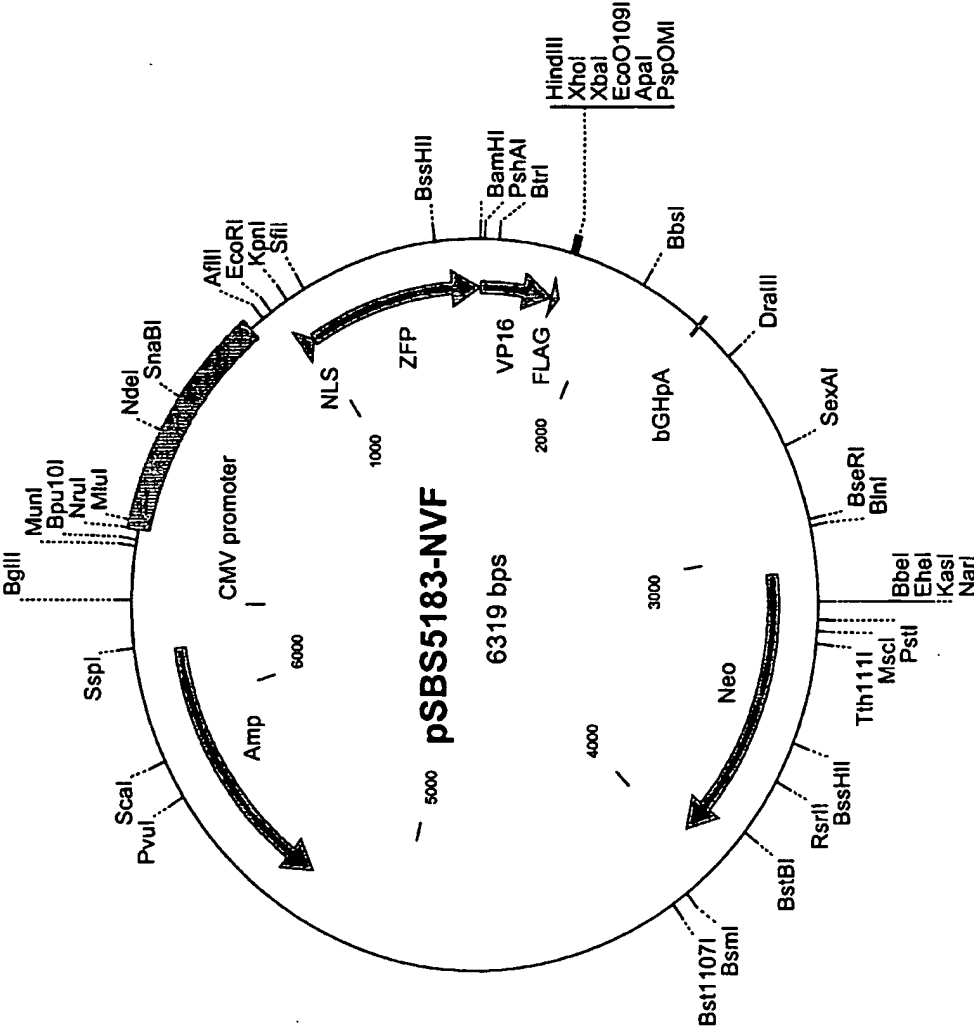 BglII
MunI
Bpu10I
NruI
MluI
NdeI
SnaBI
AflII
EcoRI
KpnI
SfiI
BssHII
BamHI
PshAI
BtrI
HindIII
XhoI
XbaI
EcoO109I
ApaI
PspOMI
BbsI
DraIII
SexAI
BseRI
BlnI
BbeI
EheI
KasI
NarI
PstI
MscI
Tth111I
BssHII
RsrII
BstBI
BsmI
Bst1107I
PvuI
ScaI
SspI
CMV promoter
NLS
ZFP
VP16
FLAG
bGHpA
Neo
Amp
1000
2000
3000
4000
5000
6000
pSBS5183-NVF
6319 bps